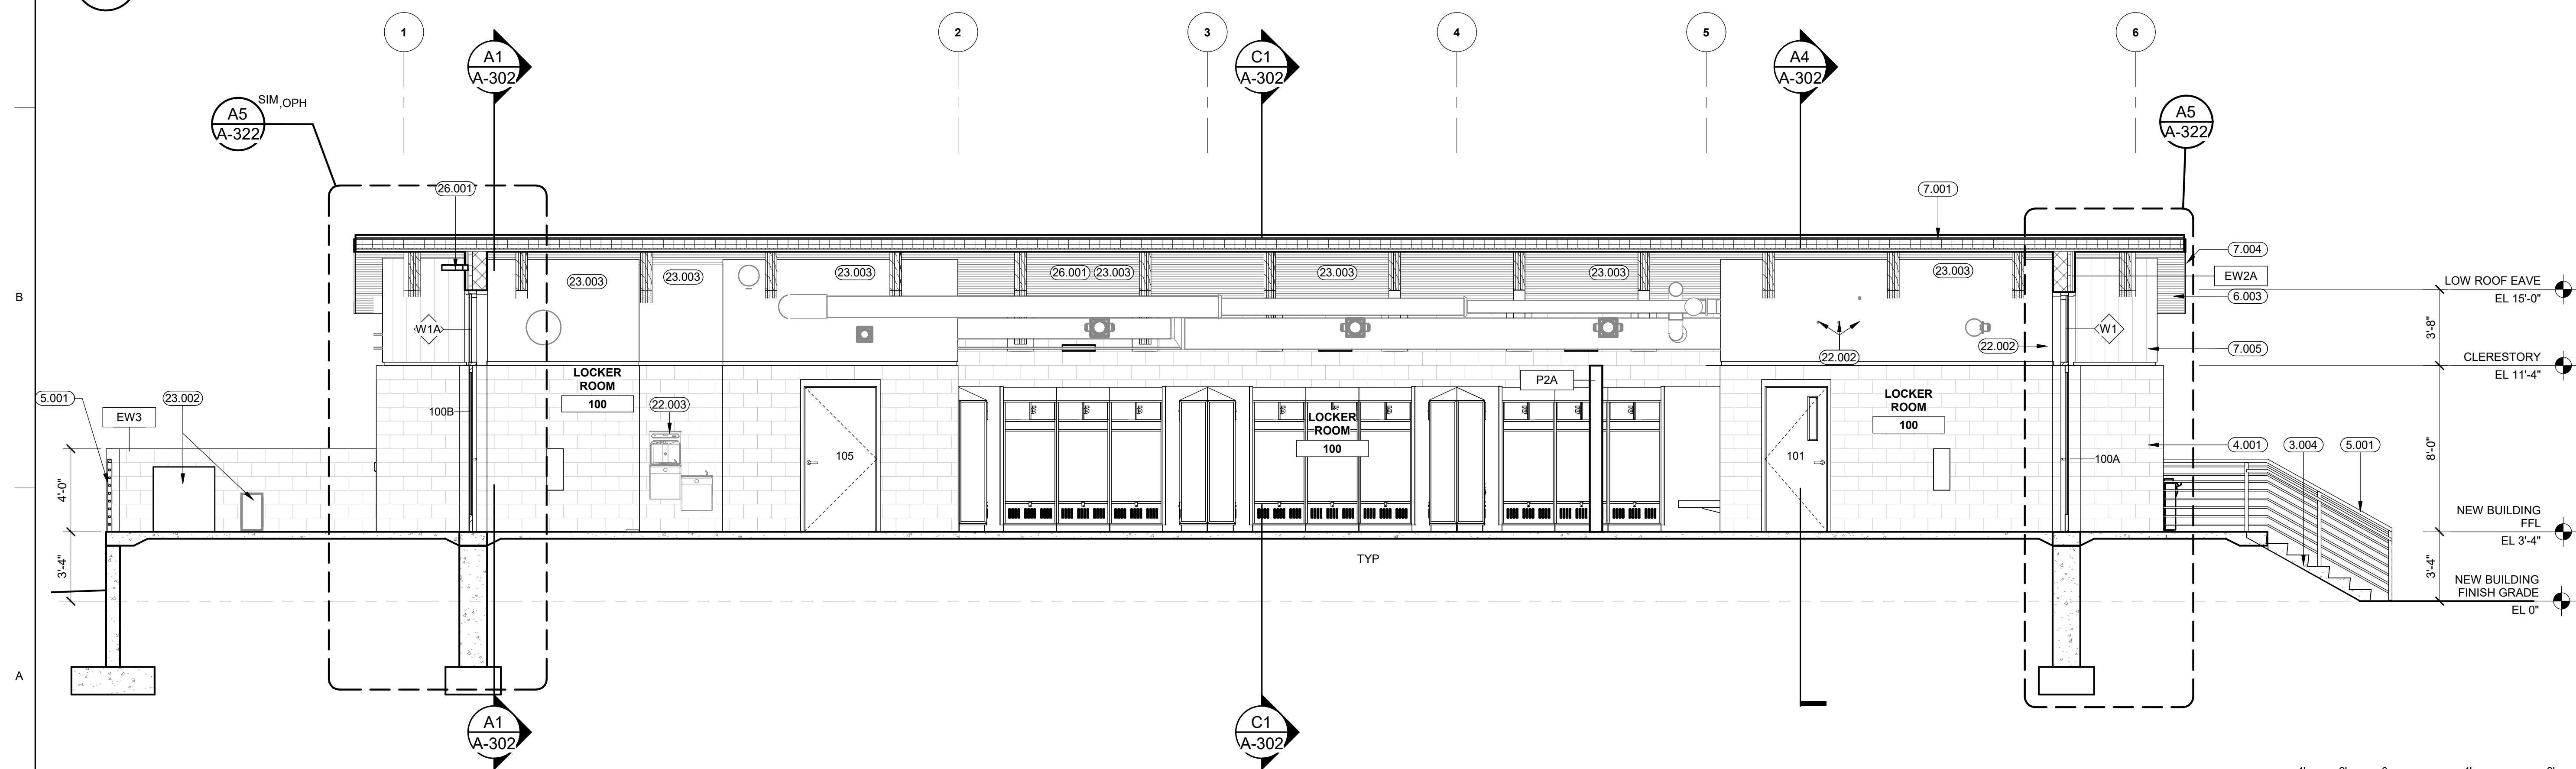 1
2
3
4
5
6
A1
A-302
C1
A-302
A4
A-302
A5
A-322
SIM,OPH
A5
A-322
26.001
7.001
7.004
23.003
23.003
23.003
26.001 23.003
23.003
23.003
23.003
EW2A
B
LOW ROOF EAVE
EL 15'-0"
6.003
3'-8"
W1A
W1
22.002
22.002
7.005
CLERESTORY
EL 11'-4"
LOCKER
ROOM
100
P2A
LOCKER
ROOM
100
5.001
23.002
22.003
100B
EW3
LOCKER
ROOM
100
4.001
3.004
5.001
8'-0"
105
101
100A
4'-0"
NEW BUILDING
FFL
EL 3'-4"
TYP
3'-4"
3'-4"
NEW BUILDING
FINISH GRADE
EL 0"
A
A1
A-302
C1
A-302